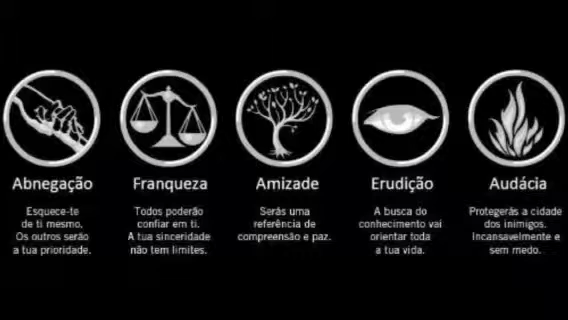 Abnegação
Esquece-te
de ti mesmo.
Os outros serão
a tua prioridade.
Franqueza
Todos poderão
confiar em ti.
A tua sinceridade
não tem limites.
Amizade
Serás uma
referência de
compreensão e paz.
Erudição
A busca do
conhecimento vai
orientar toda
a tua vida.
Audácia
Protegerás a cidade
dos inimigos.
Incansavelmente e
sem medo.